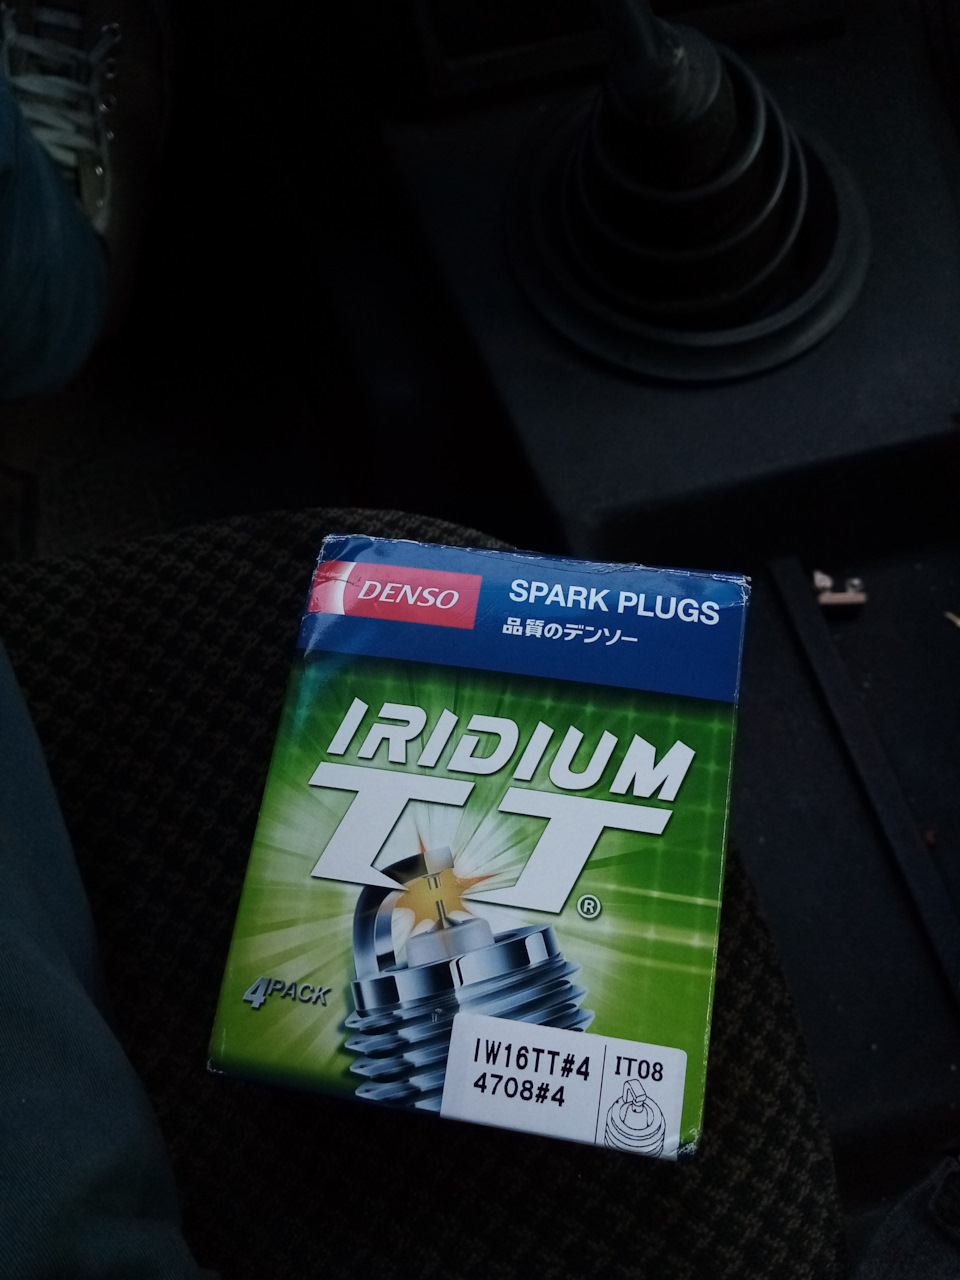 DENSO
SPARK PLUGS
品質のデンソー
IRIDIUM
TT®
4PACK
IW16TT#4
4708#4
IT08